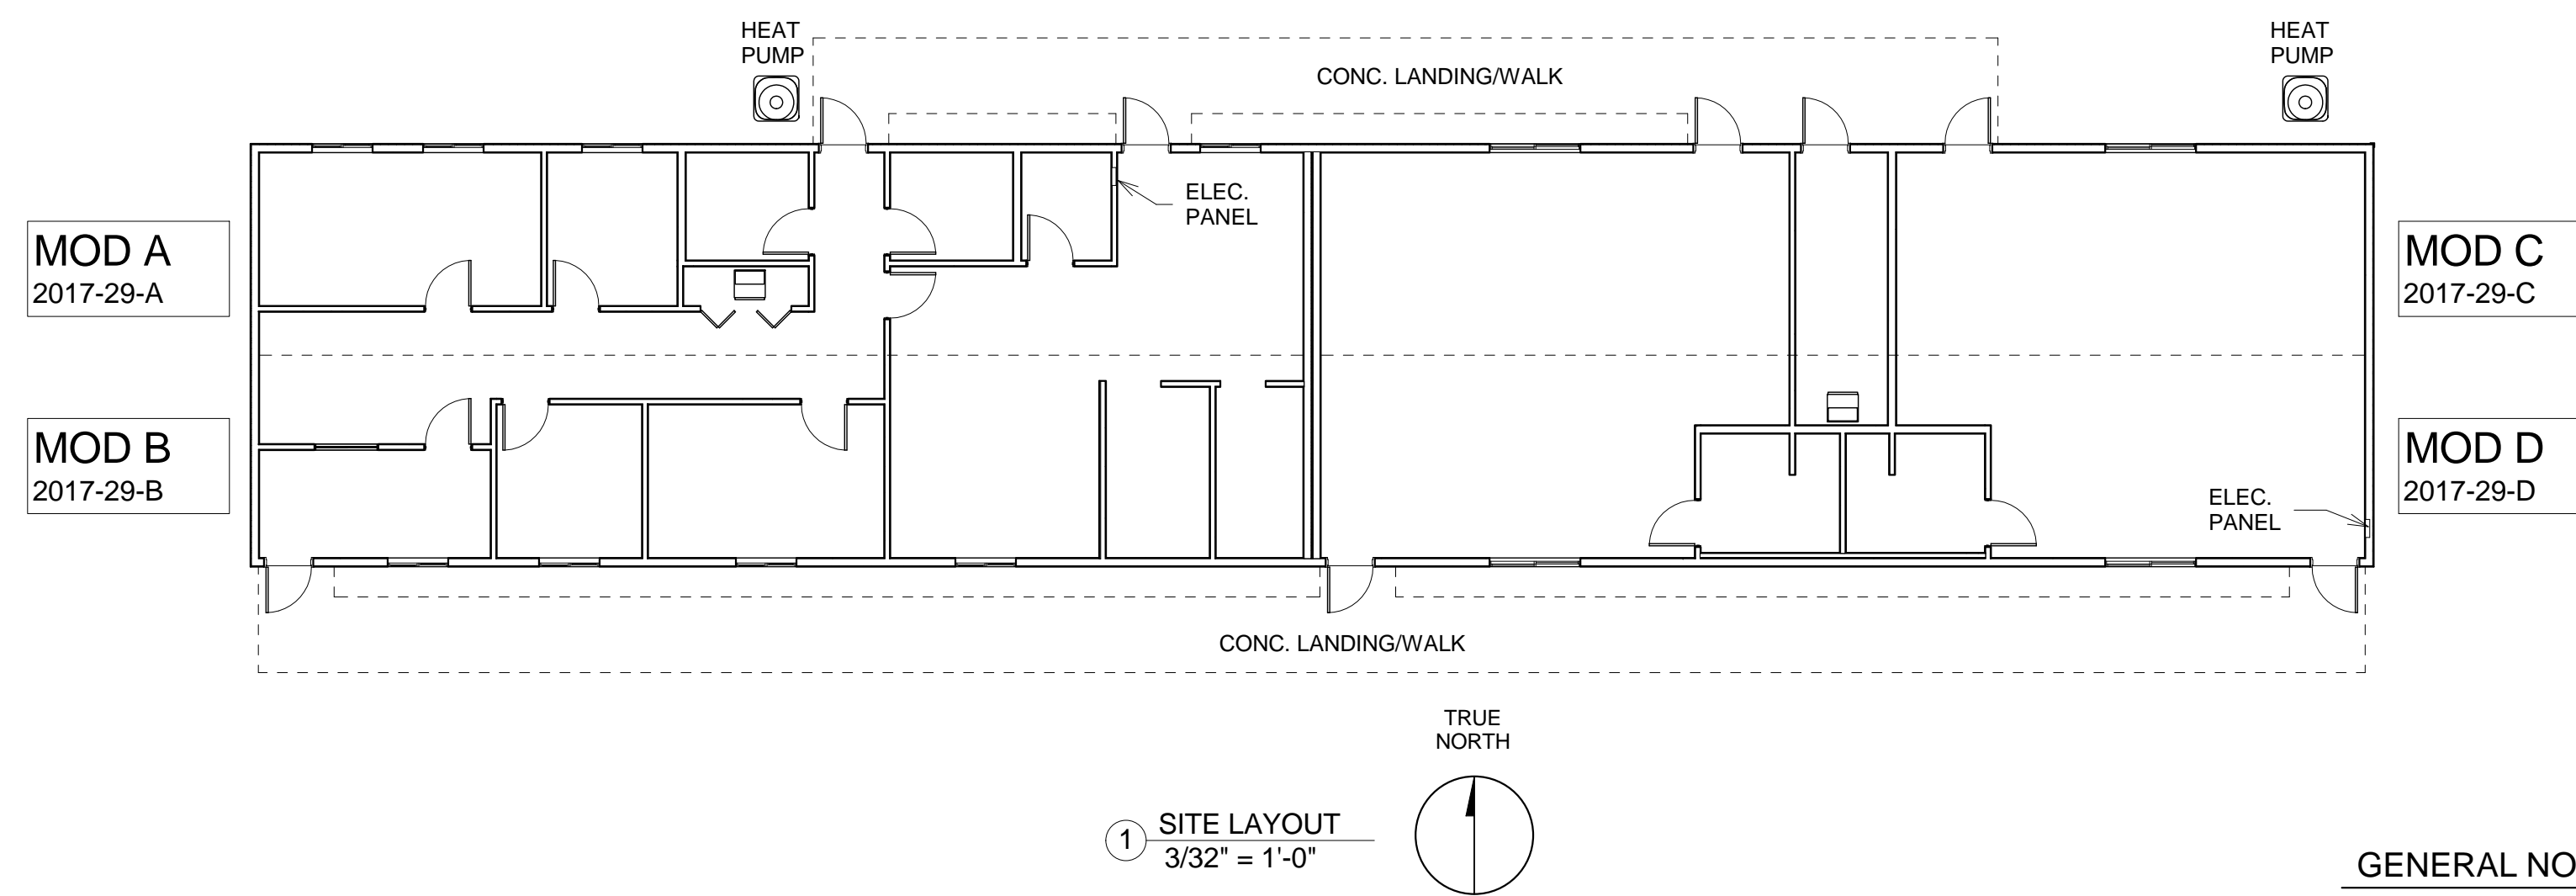 HEAT
PUMP
HEAT
PUMP
CONC. LANDING/WALK
ELEC.
PANEL
MOD A
2017-29-A
MOD C
2017-29-C
MOD B
2017-29-B
MOD D
2017-29-D
ELEC.
PANEL
CONC. LANDING/WALK
TRUE
NORTH
1 SITE LAYOUT
3/32" = 1'-0"
GENERAL NO